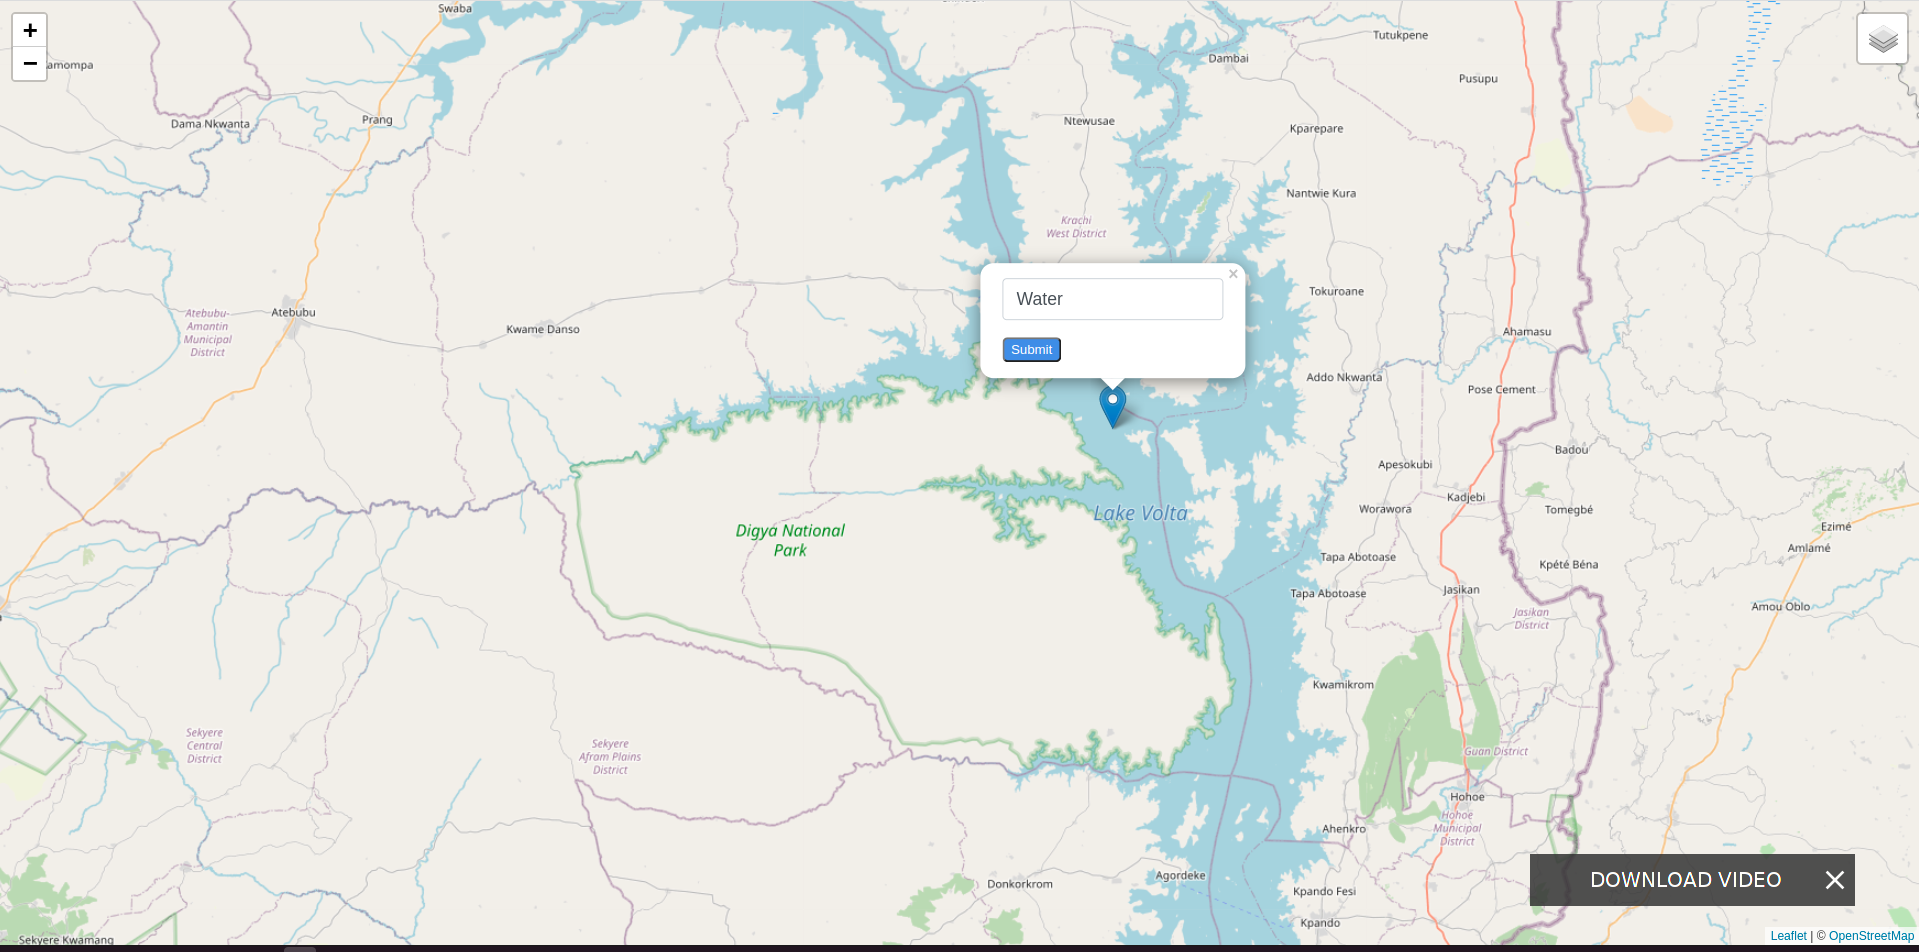 Swaba
+
−
amompa
Tutukpene
Dambai
Pusupu
Dama Nkwanta
Prang
Ntewusae
Kparepare
Nantwie Kura
Krachi
West District
×
Water
Submit
Tokuroane
Atebubu-
Amantin
Municipal
District
Atebubu
Kwame Danso
Ahamasu
Addo Nkwanta
Pose Cement
Badou
Apesokubi
Kadjebi
Worawora
Tomegbé
Lake Volta
Ezimé
Digya National
Park
Amlamé
Tapa Abotoase
Kpété Béna
Jasikan
Tapa Abotoase
Amou Oblo
Jasikan
District
Kwamikrom
Sekyere
Central
District
Sekyere
Afram Plains
District
Guan District
Hohoe
Hohoe
Municipal
District
Ahenkro
Agordeke
Donkorkrom
Kpando Fesi
Kpando
DOWNLOAD VIDEO
Sekyere Kwamang
Leaflet | © OpenStreetMap